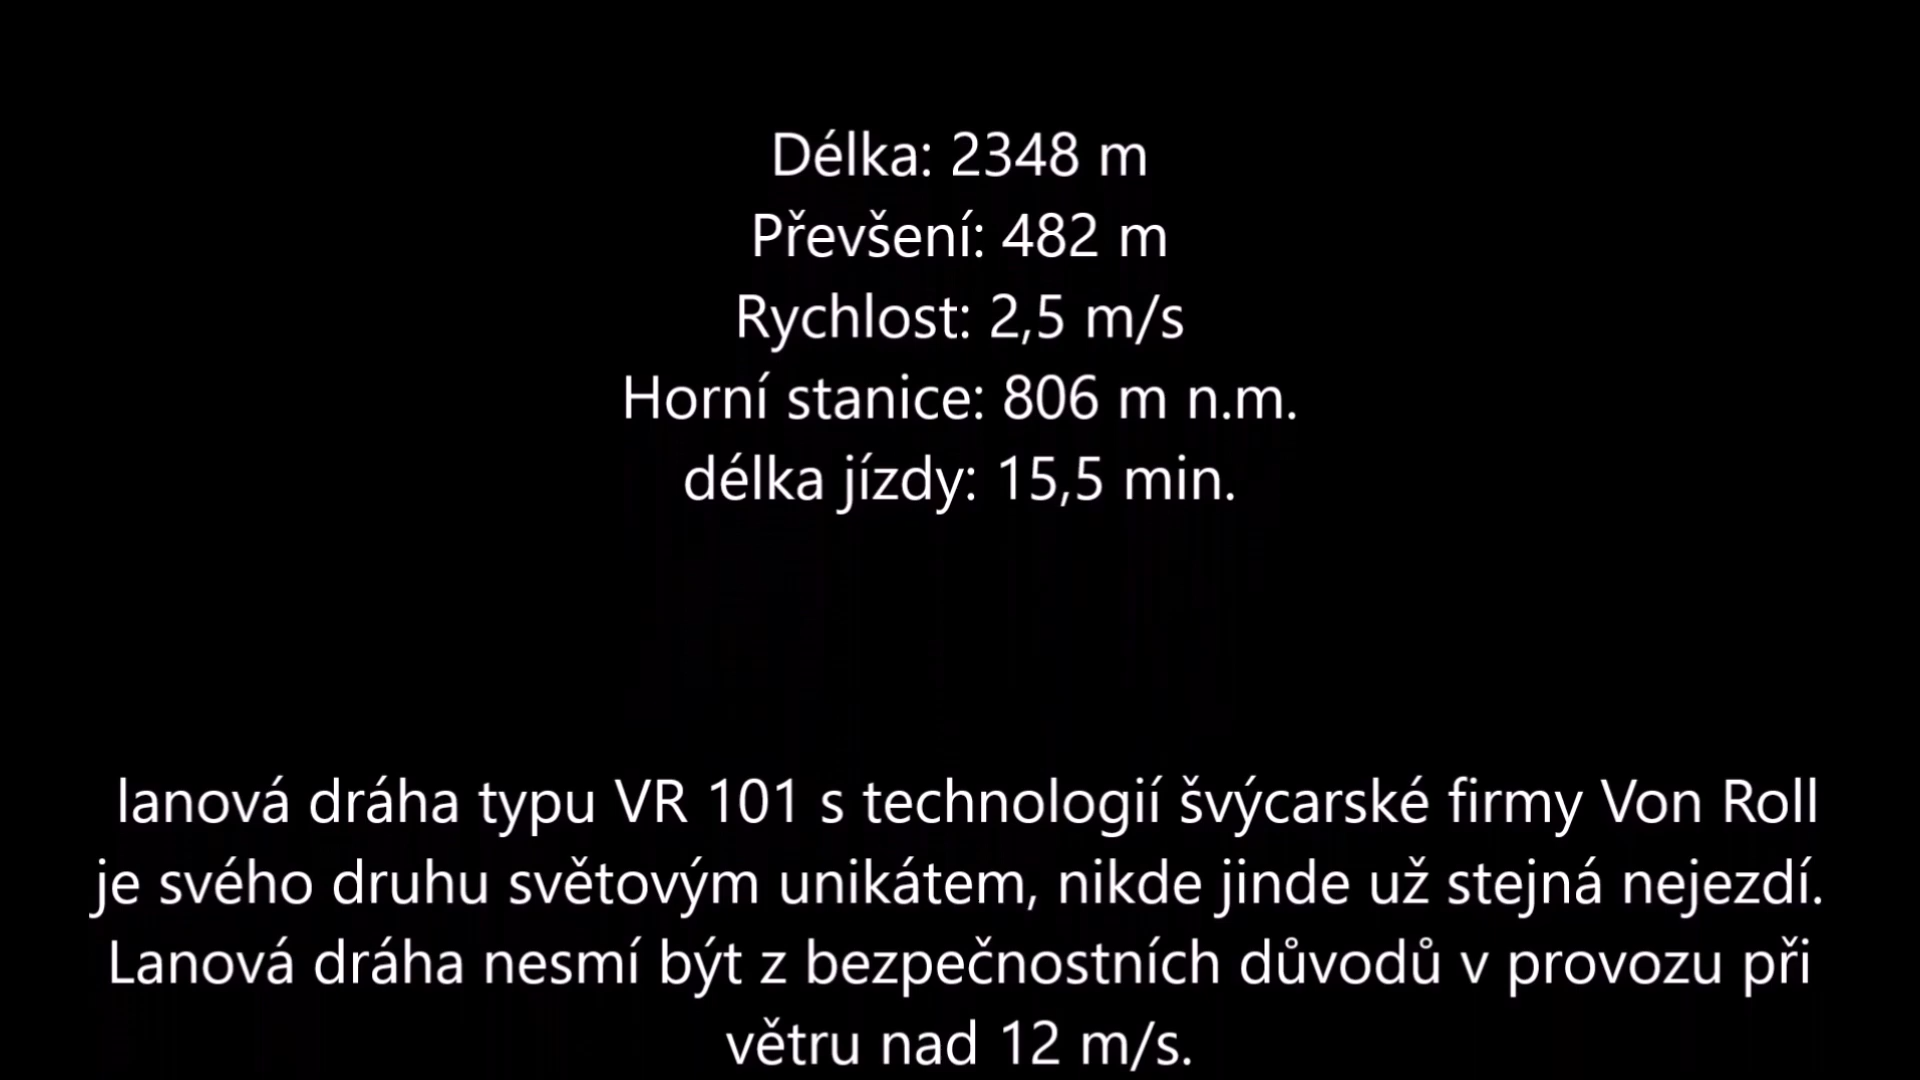 Délka: 2348 m
Převšení: 482 m
Rychlost: 2,5 m/s
Horní stanice: 806 m n.m.
délka jízdy: 15,5 min.
lanová dráha typu VR 101 s technologií švýcarské firmy Von Roll
je svého druhu světovým unikátem, nikde jinde už stejná nejezdí.
Lanová dráha nesmí být z bezpečnostních důvodů v provozu při
větru nad 12 m/s.